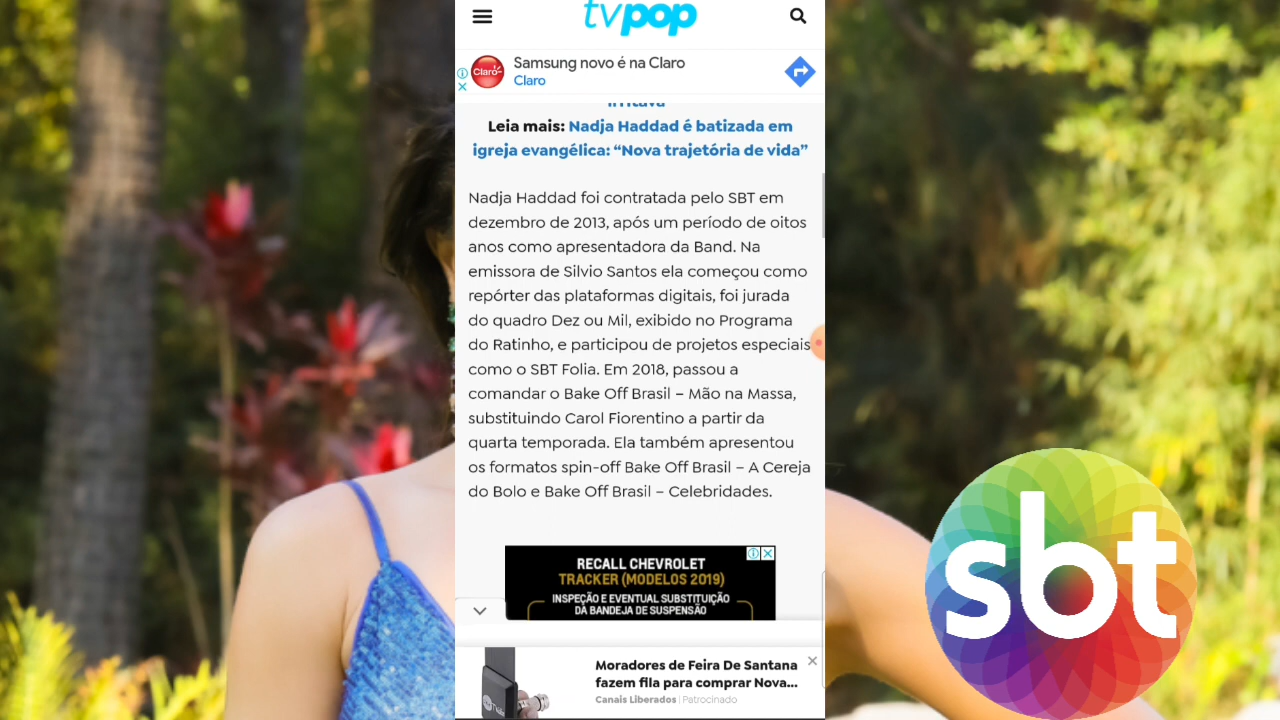 tvpop
Samsung novo é na Claro
Claro
Claro
irritava
Leia mais: Nadja Haddad é batizada em
igreja evangélica: “Nova trajetória de vida”
Nadja Haddad foi contratada pelo SBT em
dezembro de 2013, após um período de oitos
anos como apresentadora da Band. Na
emissora de Silvio Santos ela começou como
repórter das plataformas digitais, foi jurada
do quadro Dez ou Mil, exibido no Programa
do Ratinho, e participou de projetos especiais
como o SBT Folia. Em 2018, passou a
comandar o Bake Off Brasil – Mão na Massa,
substituindo Carol Fiorentino a partir da
quarta temporada. Ela também apresentou
os formatos spin-off Bake Off Brasil – A Cereja
do Bolo e Bake Off Brasil – Celebridades.
sbt
RECALL CHEVROLET
TRACKER (MODELOS 2019)
INSPEÇÃO E EVENTUAL SUBSTITUIÇÃO
DA BANDEJA DE SUSPENSÃO
Moradores de Feira De Santana
fazem fila para comprar Nova...
Canais Liberados | Patrocinado